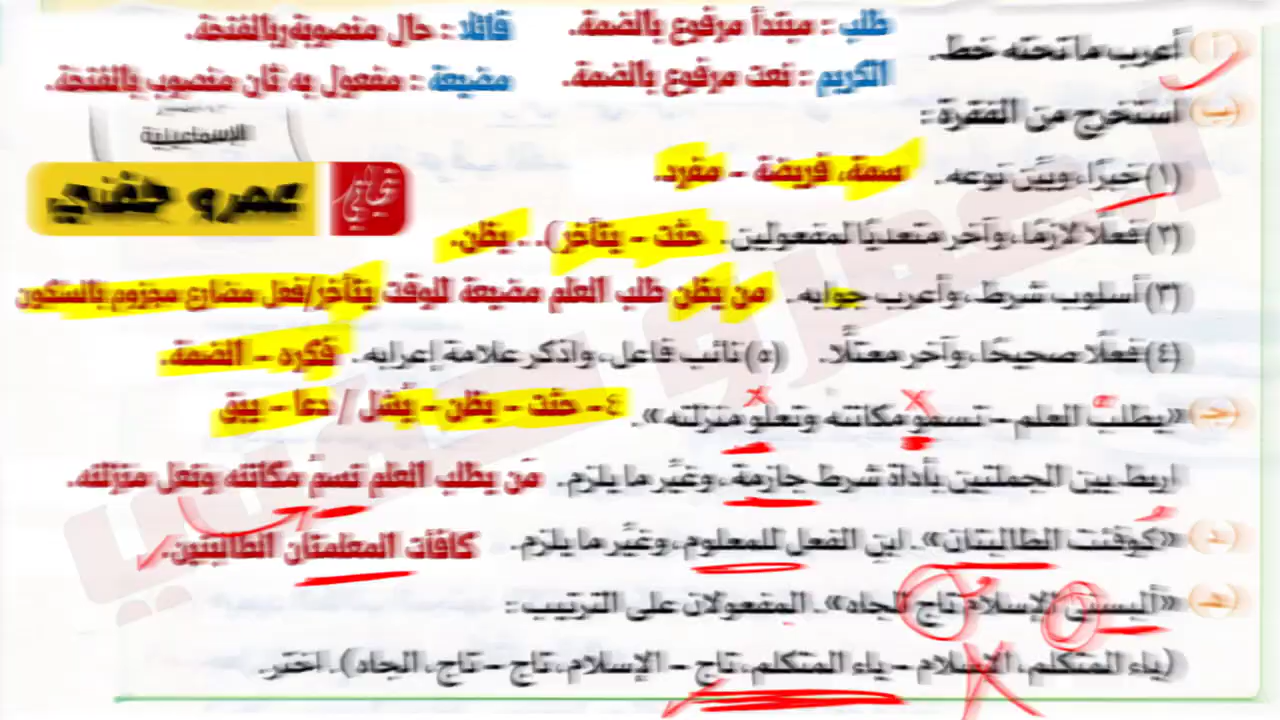 (أ) أعرب ما تحته خط. طلب : مبتدأ مرفوع بالضمة. قائلا : حال منصوبة بالفتحة.
الكريم : نعت مرفوع بالضمة. مضيعة : مفعول به ثان منصوب بالفتحة.
(ب) استخرج من الفقرة :
الإسماعيلية
(١) خبرًا، وبيّن نوعه. سمة، فريضة - مفرد.
نهائي عمرو حفني
(٢) فعلًا لازمًا، وآخر متعديًا لمفعولين. حثت - يتأخر). . يظن.
(٣) أسلوب شرط، وأعرب جوابه. من يظن طلب العلم مضيعة للوقت يتأخر/فعل مضارع مجزوم بالسكون
(٤) فعلًا صحيحًا، وآخر معتلًا. (٥) نائب فاعل، واذكر علامة إعرابه. فكره - الضمة.
٤- حثت - يظن - يُشل / دعا - يبق
(ج) «يطلب العلم - تسمو مكانته وتعلو منزلته».
اربط بين الجملتين بأداة شرط جازمة، وغيِّر ما يلزم. مَن يطلب العلم تسمُ مكانته وتعل منزلته.
(د) «كُوفئت الطالبتان». ابنِ الفعل للمعلوم، وغيِّر ما يلزم. كافأت المعلمتان الطالبتين.
(هـ) «ألبسنى الإسلام تاج الجاه». المفعولان على الترتيب :
(ياء المتكلم، الإسلام - ياء المتكلم، تاج - الإسلام، تاج - تاج، الجاه). اختر.